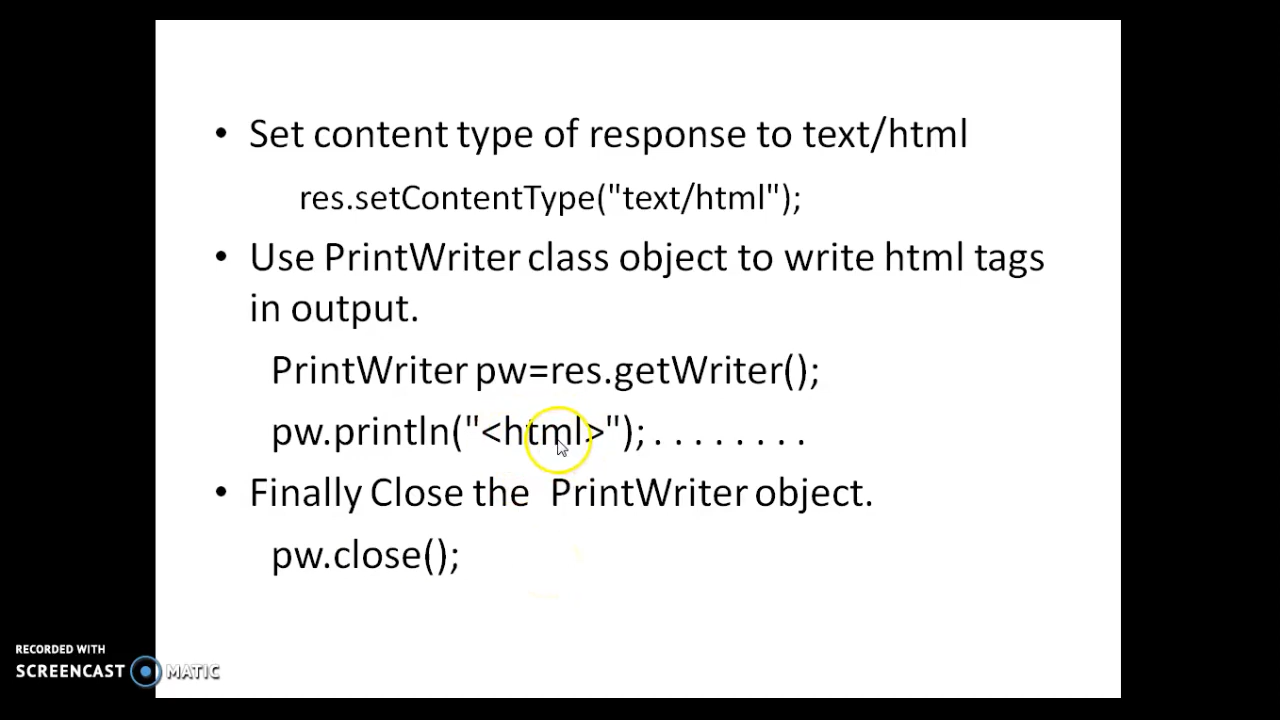 • Set content type of response to text/html
res.setContentType("text/html");
• Use PrintWriter class object to write html tags
in output.
PrintWriter pw=res.getWriter();
pw.println("<html>"); . . . . . . . .
• Finally Close the  PrintWriter object.
pw.close();
RECORDED WITH
SCREENCAST MATIC